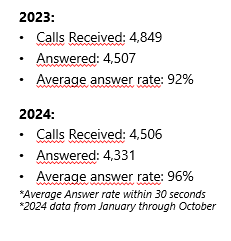 2023:
• Calls Received: 4,849
• Answered: 4,507
• Average answer rate: 92%
2024:
• Calls Received: 4,506
• Answered: 4,331
• Average answer rate: 96%
*Average Answer rate within 30 seconds
*2024 data from January through October